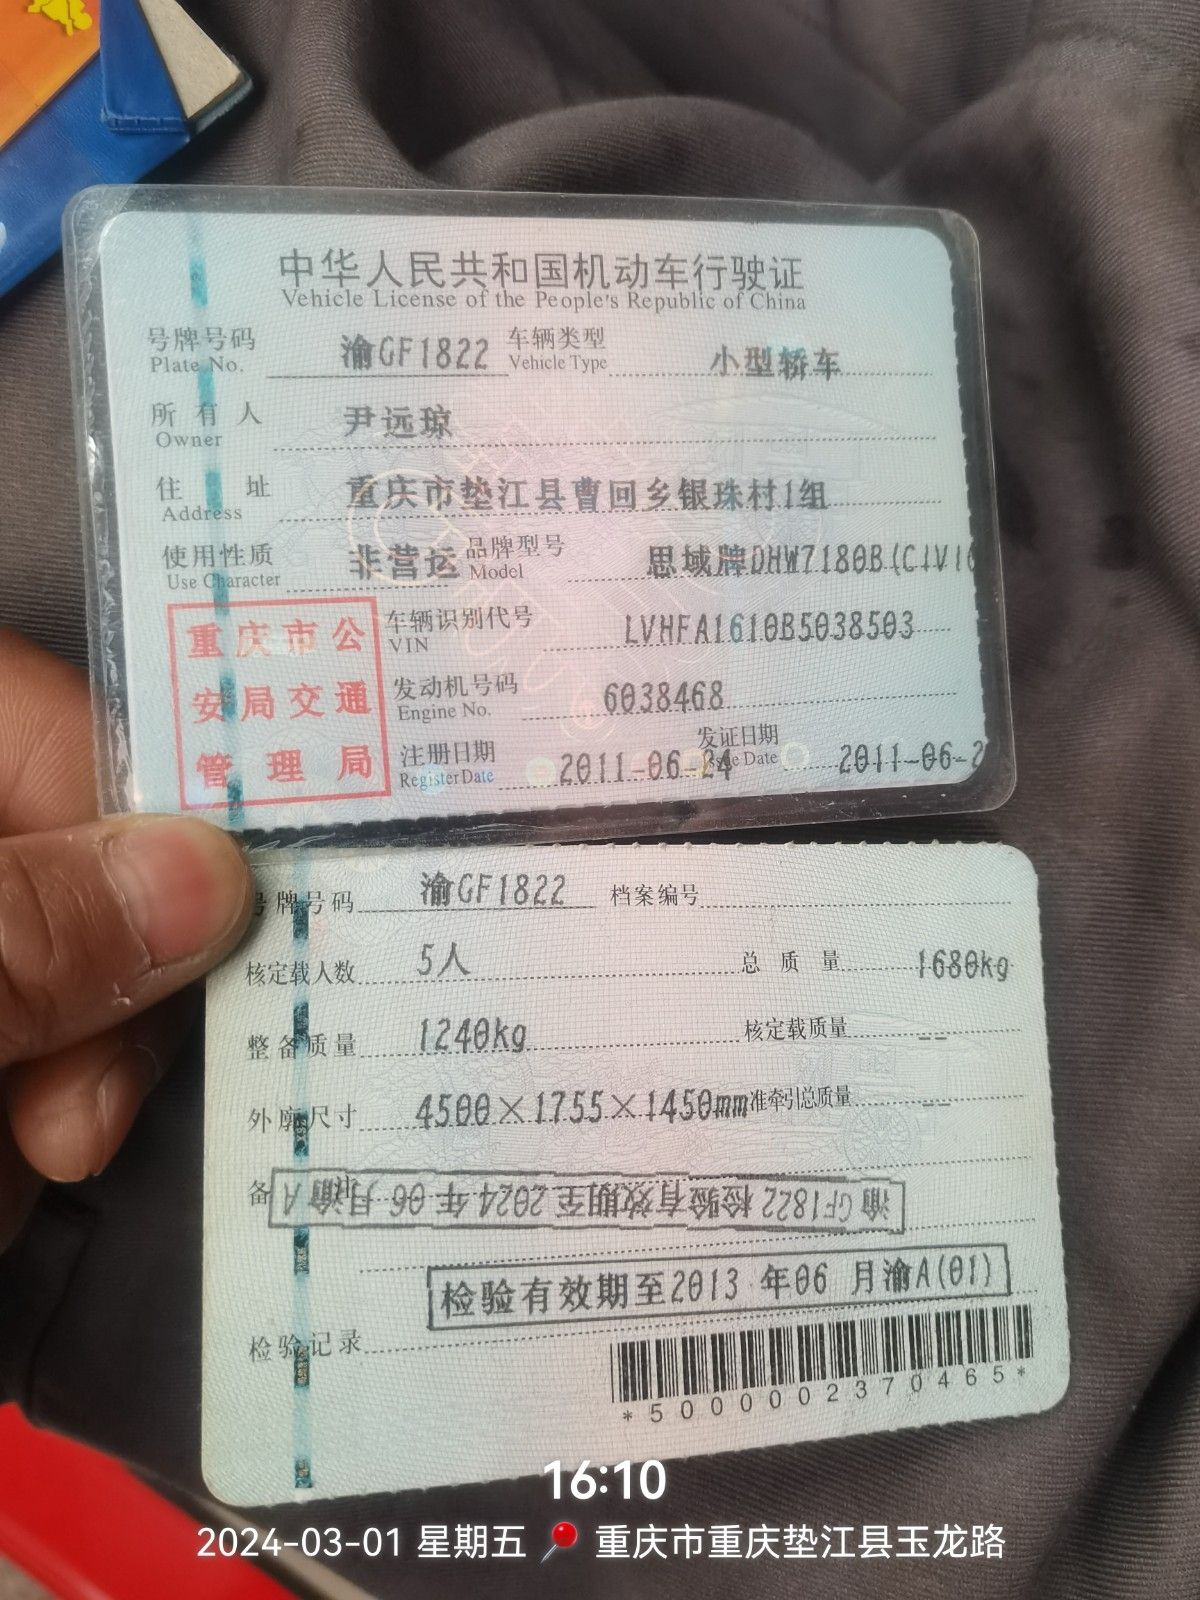 中华人民共和国机动车行驶证
Vehicle License of the People's Republic of China
号牌号码 渝GF1822 车辆类型 小型轿车
Plate No. Vehicle Type
所有人 尹远琼
Owner
住址 重庆市垫江县曹回乡银珠村1组
Address
使用性质 非营运 品牌型号 思域牌DHW7180B(CIVIC
Use Character Model
重庆市公
安局交通
管理局
车辆识别代号 LVHFA1610B5038503
VIN
发动机号码 6038468
Engine No.
注册日期 2011-06-24 发证日期 2011-06-2
Register Date Issue Date
号牌号码 渝GF1822 档案编号
核定载人数 5人 总质量 1680kg
整备质量 1240kg 核定载质量 --
外廓尺寸 4500×1755×1450mm 准牵引总质量 --
备注 渝GF1822 检验有效期至2024年06月渝A
检验有效期至2013 年06 月渝A(01)
检验记录
*5000002370465*
16:10
2024-03-01 星期五 重庆市重庆垫江县玉龙路